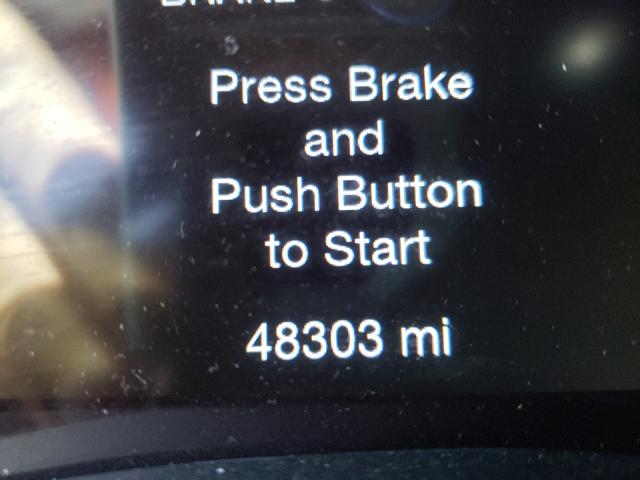 Press Brake
and
Push Button
to Start
48303 mi